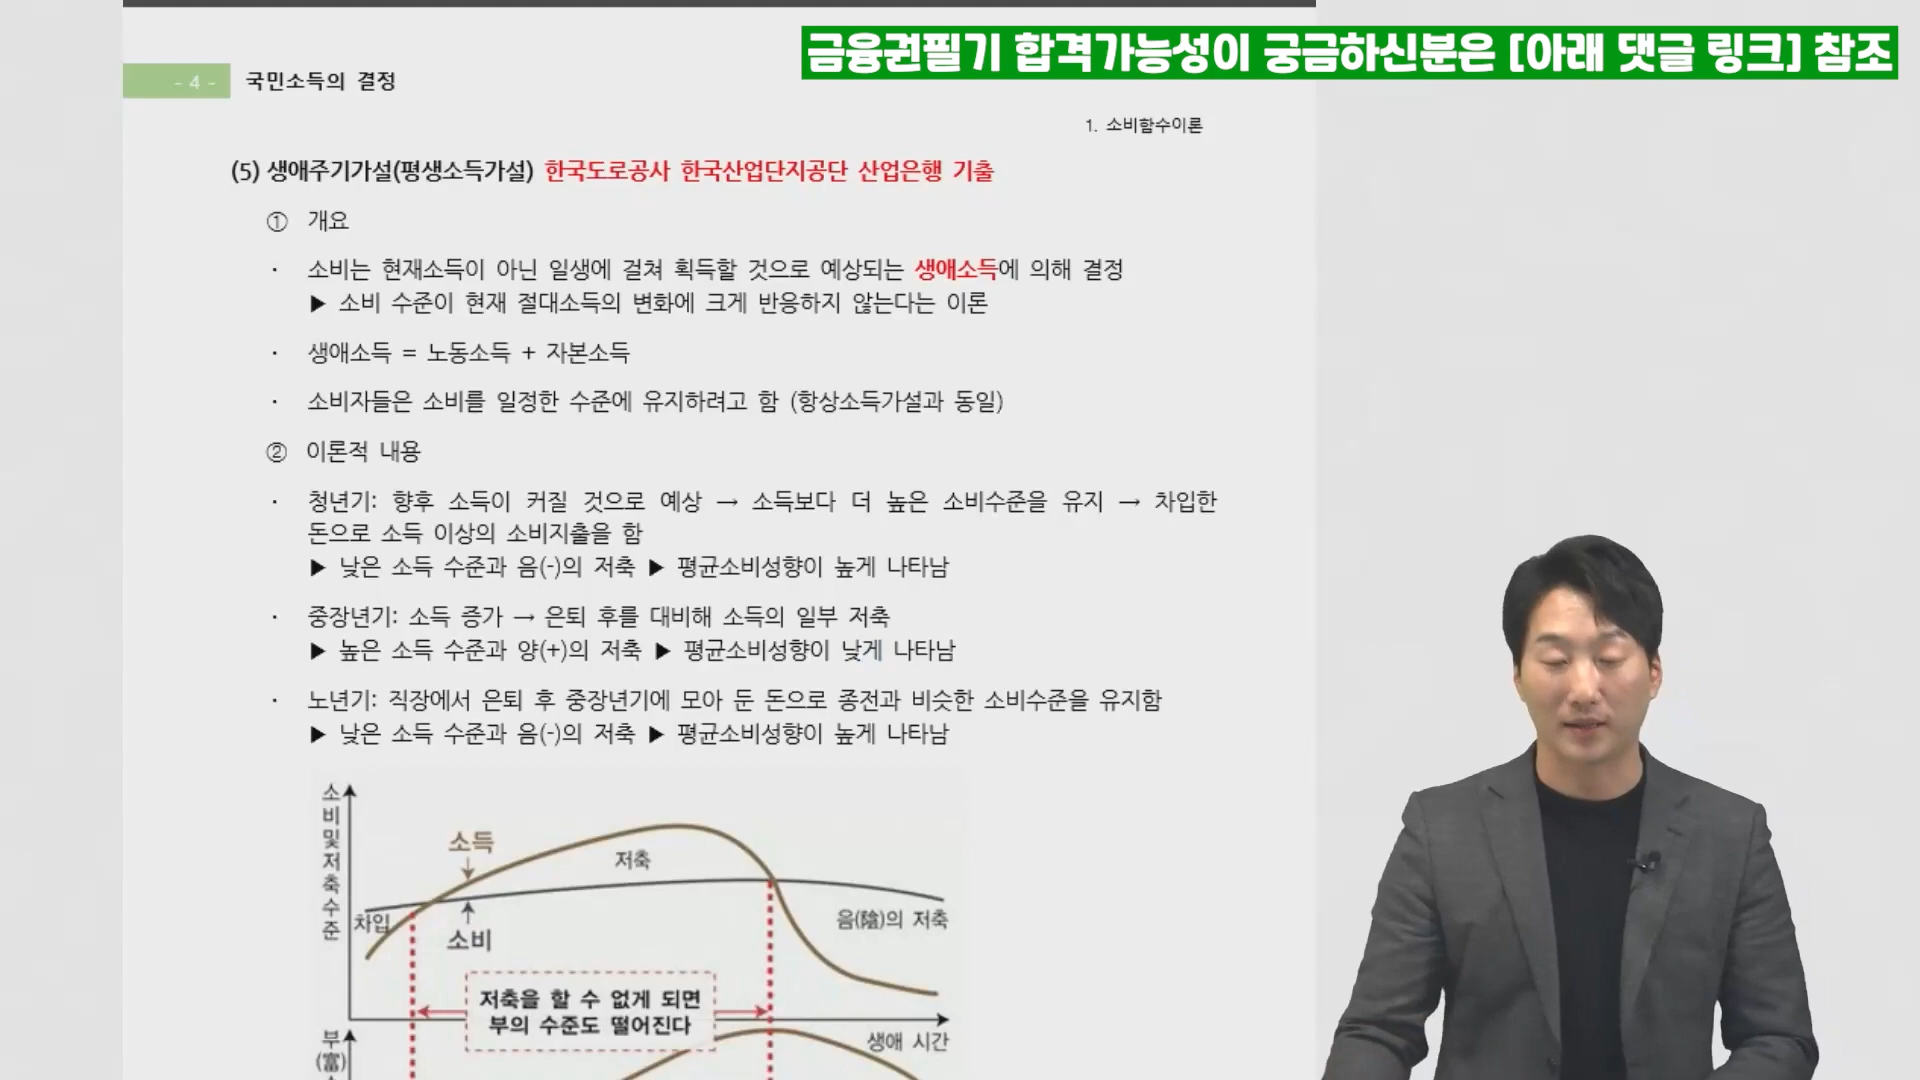 금융권필기 합격가능성이 궁금하신분은 [아래 댓글 링크] 참조
- 4 - 국민소득의 결정
1. 소비함수이론
(5) 생애주기가설(평생소득가설) 한국도로공사 한국산업단지공단 산업은행 기출
① 개요
· 소비는 현재소득이 아닌 일생에 걸쳐 획득할 것으로 예상되는 생애소득에 의해 결정
▶ 소비 수준이 현재 절대소득의 변화에 크게 반응하지 않는다는 이론
· 생애소득 = 노동소득 + 자본소득
· 소비자들은 소비를 일정한 수준에 유지하려고 함 (항상소득가설과 동일)
② 이론적 내용
· 청년기: 향후 소득이 커질 것으로 예상 → 소득보다 더 높은 소비수준을 유지 → 차입한
돈으로 소득 이상의 소비지출을 함
▶ 낮은 소득 수준과 음(-)의 저축 ▶ 평균소비성향이 높게 나타남
· 중장년기: 소득 증가 → 은퇴 후를 대비해 소득의 일부 저축
▶ 높은 소득 수준과 양(+)의 저축 ▶ 평균소비성향이 낮게 나타남
· 노년기: 직장에서 은퇴 후 중장년기에 모아 둔 돈으로 종전과 비슷한 소비수준을 유지함
▶ 낮은 소득 수준과 음(-)의 저축 ▶ 평균소비성향이 높게 나타남
소비및저축수준
소득
저축
차입
소비
음(陰)의 저축
저축을 할 수 없게 되면
부의 수준도 떨어진다
생애 시간
부
(富)